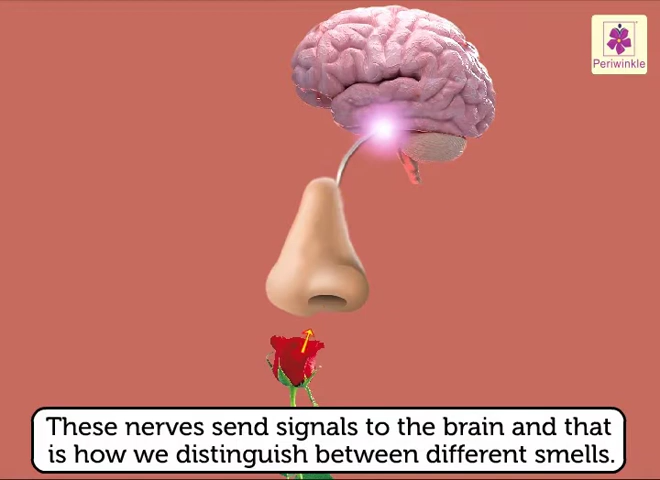 Periwinkle
These nerves send signals to the brain and that
is how we distinguish between different smells.